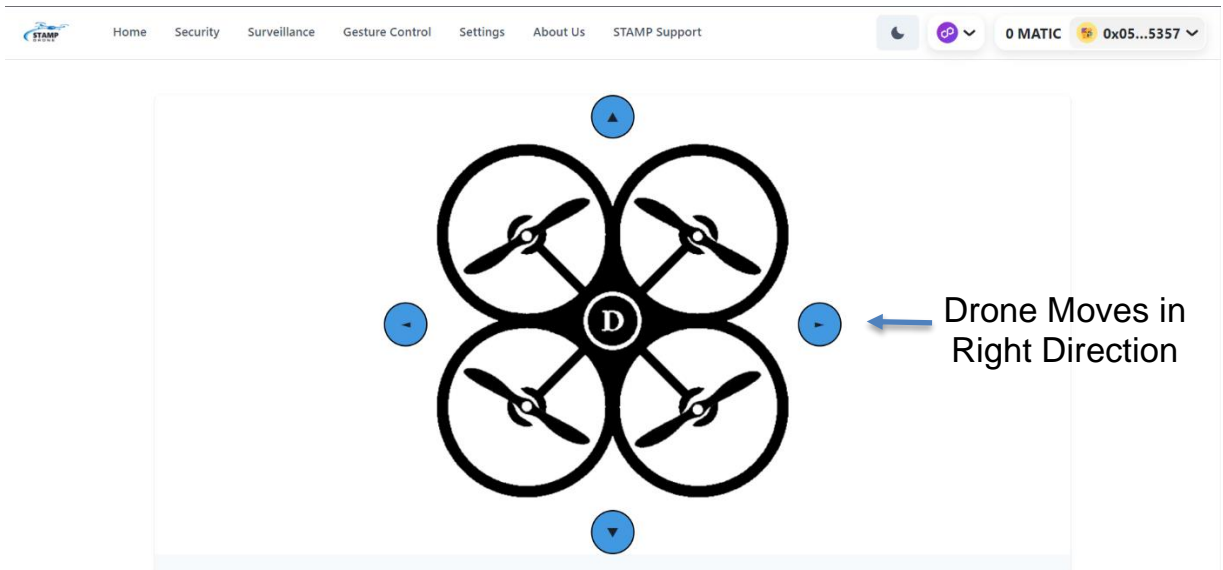 STAMP
DRONE
Home Security Surveillance Gesture Control Settings About Us STAMP Support
0 MATIC 0x05...5357
D
Drone Moves in
Right Direction